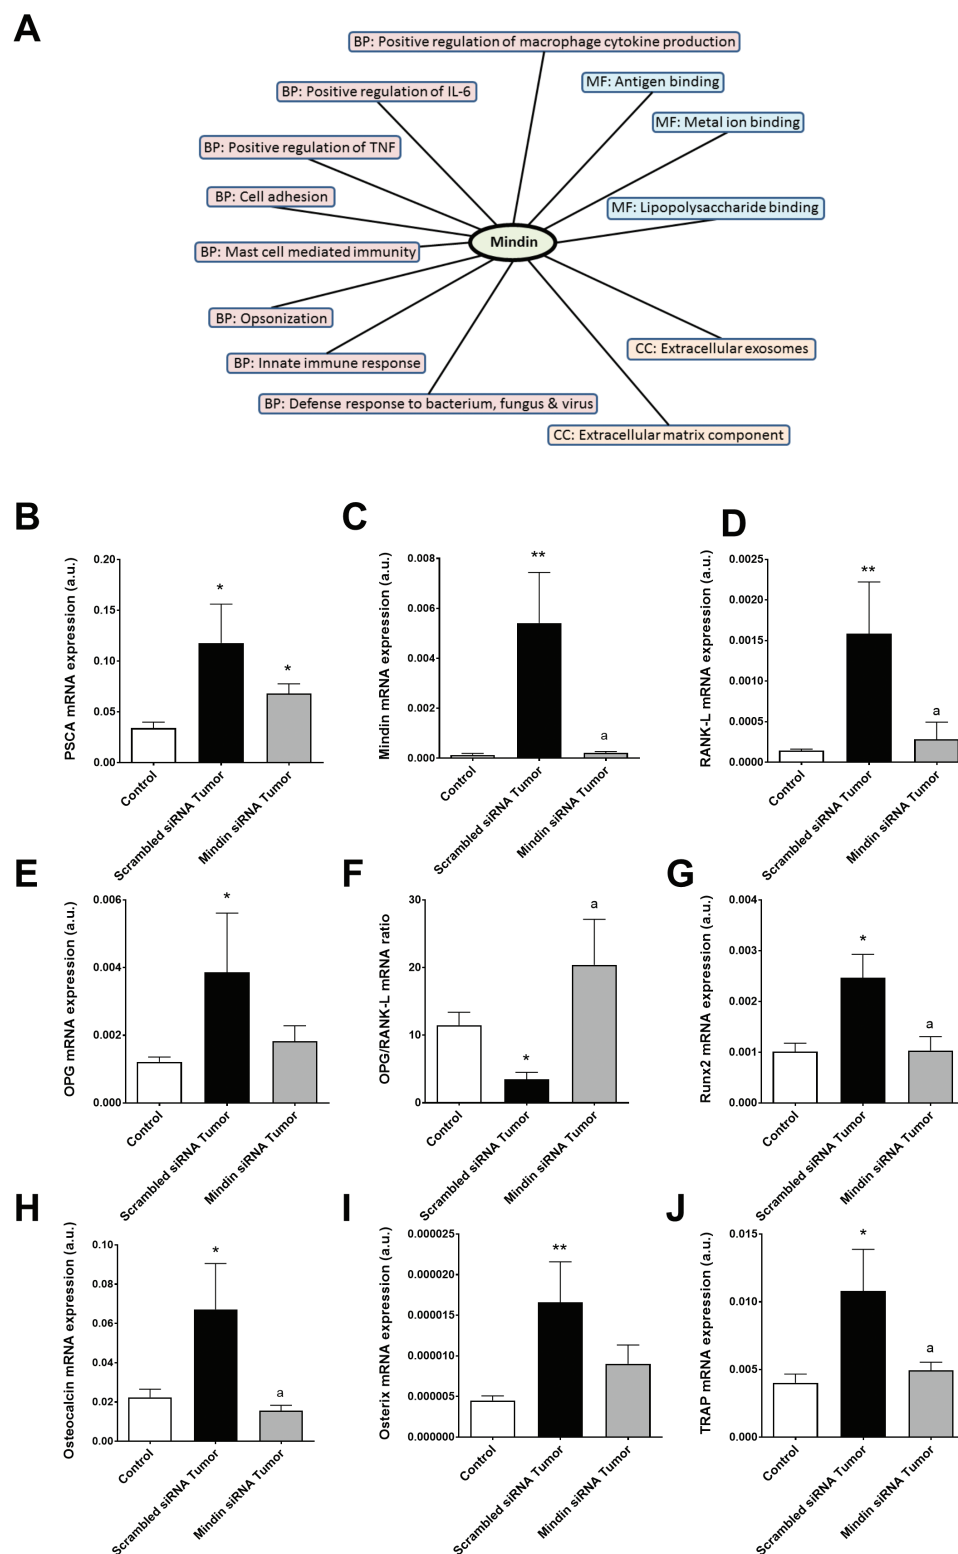 A
BP: Positive regulation of macrophage cytokine production
BP: Positive regulation of IL-6
MF: Antigen binding
MF: Metal ion binding
BP: Positive regulation of TNF
BP: Cell adhesion
MF: Lipopolysaccharide binding
Mindin
BP: Mast cell mediated immunity
BP: Opsonization
CC: Extracellular exosomes
BP: Innate immune response
BP: Defense response to bacterium, fungus & virus
CC: Extracellular matrix component
B
PSCA mRNA expression (a.u.)
0.20
0.15
0.10
0.05
0.00
*
*
Control
Scrambled siRNA Tumor
Mindin siRNA Tumor
C
Mindin mRNA expression (a.u.)
0.008
0.006
0.004
0.002
0.000
**
a
Control
Scrambled siRNA Tumor
Mindin siRNA Tumor
D
RANK-L mRNA expression (a.u.)
0.0025
0.0020
0.0015
0.0010
0.0005
0.0000
**
a
Control
Scrambled siRNA Tumor
Mindin siRNA Tumor
E
OPG mRNA expression (a.u.)
0.006
0.004
0.002
0.000
*
Control
Scrambled siRNA Tumor
Mindin siRNA Tumor
F
OPG/RANK-L mRNA ratio
30
20
10
0
*
a
Control
Scrambled siRNA Tumor
Mindin siRNA Tumor
G
Runx2 mRNA expression (a.u.)
0.004
0.003
0.002
0.001
0.000
*
a
Control
Scrambled siRNA Tumor
Mindin siRNA Tumor
H
Osteocalcin mRNA expression (a.u.)
0.10
0.08
0.06
0.04
0.02
0.00
*
a
Control
Scrambled siRNA Tumor
Mindin siRNA Tumor
I
Osterix mRNA expression (a.u.)
0.000025
0.000020
0.000015
0.000010
0.000005
0.000000
**
Control
Scrambled siRNA Tumor
Mindin siRNA Tumor
J
TRAP mRNA expression (a.u.)
0.015
0.010
0.005
0.000
*
a
Control
Scrambled siRNA Tumor
Mindin siRNA Tumor